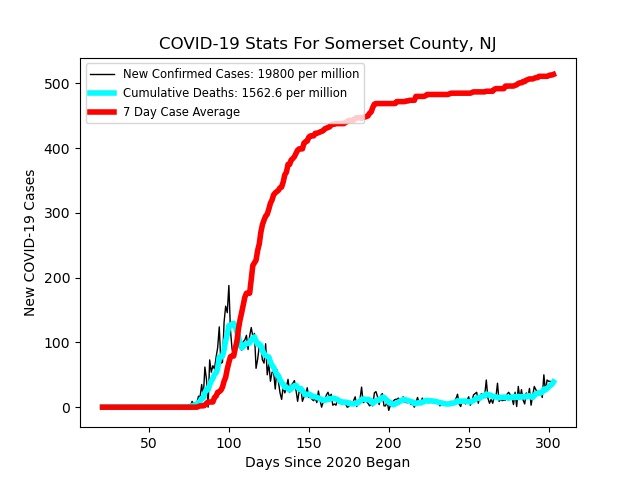 COVID-19 Stats For Somerset County, NJ
New Confirmed Cases: 19800 per million
Cumulative Deaths: 1562.6 per million
7 Day Case Average
New COVID-19 Cases
500
400
300
200
100
0
50 100 150 200 250 300
Days Since 2020 Began